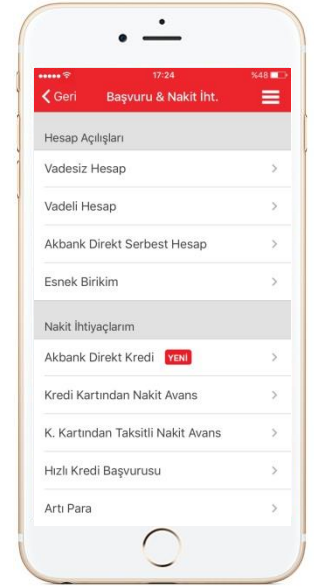 17:24
%48
Geri
Başvuru & Nakit İht.
Hesap Açılışları
Vadesiz Hesap
Vadeli Hesap
Akbank Direkt Serbest Hesap
Esnek Birikim
Nakit İhtiyaçlarım
Akbank Direkt Kredi YENİ
Kredi Kartından Nakit Avans
K. Kartından Taksitli Nakit Avans
Hızlı Kredi Başvurusu
Artı Para